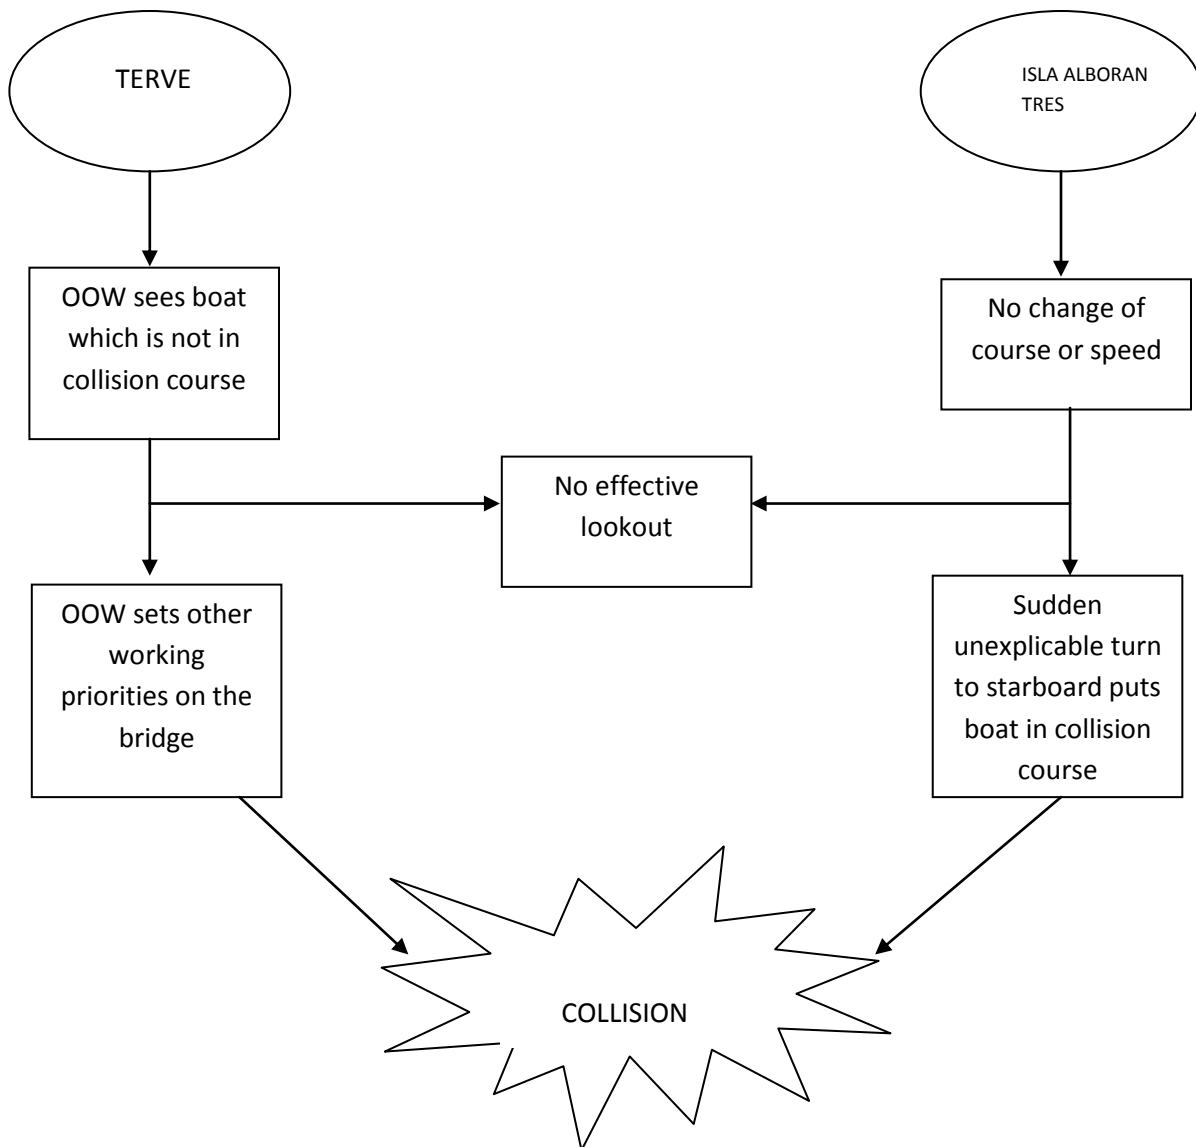 TERVE
ISLA ALBORAN
TRES
OOW sees boat
which is not in
collision course
No change of
course or speed
No effective
lookout
OOW sets other
working
priorities on the
bridge
Sudden
unexplicable turn
to starboard puts
boat in collision
course
COLLISION